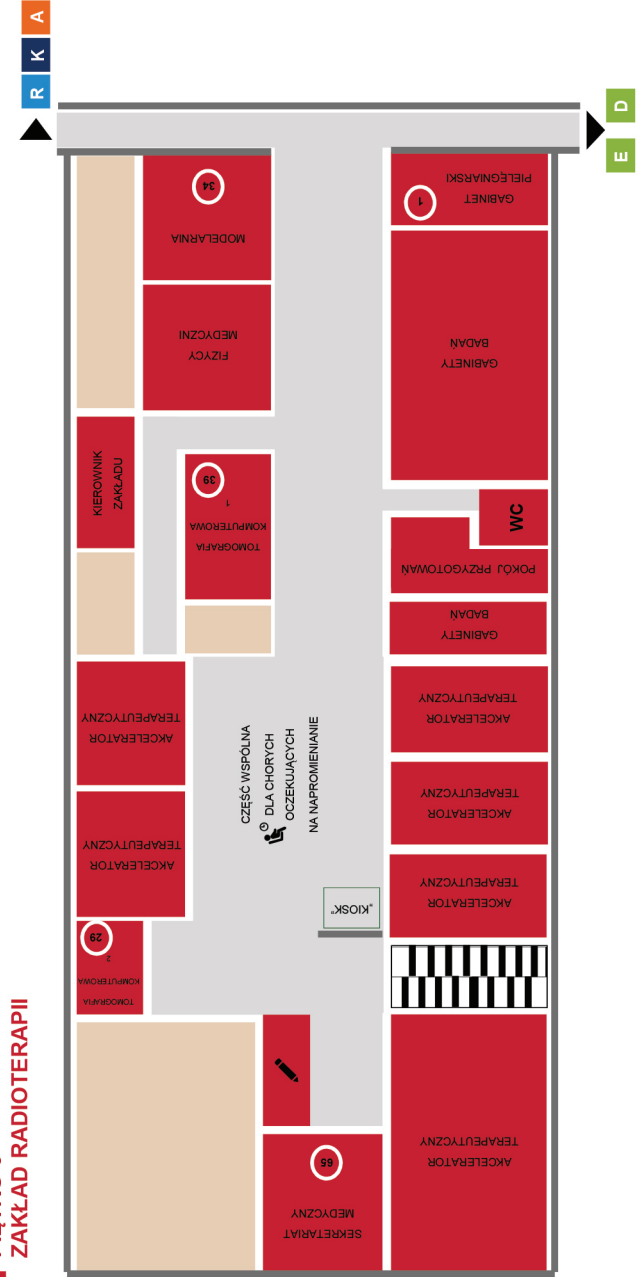 ZAKŁAD RADIOTERAPII
R K A
E D
MODELARNIA
34
FIZYCY
MEDYCZNI
KIEROWNIK
ZAKŁADU
TOMOGRAFIA
KOMPUTEROWA
1
39
AKCELERATOR
TERAPEUTYCZNY
AKCELERATOR
TERAPEUTYCZNY
TOMOGRAFIA
KOMPUTEROWA
2
29
GABINET
PIELĘGNIARSKI
1
GABINETY
BADAŃ
WC
POKÓJ PRZYGOTOWAŃ
GABINETY
BADAŃ
AKCELERATOR
TERAPEUTYCZNY
AKCELERATOR
TERAPEUTYCZNY
AKCELERATOR
TERAPEUTYCZNY
CZĘŚĆ WSPÓLNA
DLA CHORYCH
OCZEKUJĄCYCH
NA NAPROMIENIANIE
"KIOSK"
SEKRETARIAT
MEDYCZNY
65
AKCELERATOR
TERAPEUTYCZNY